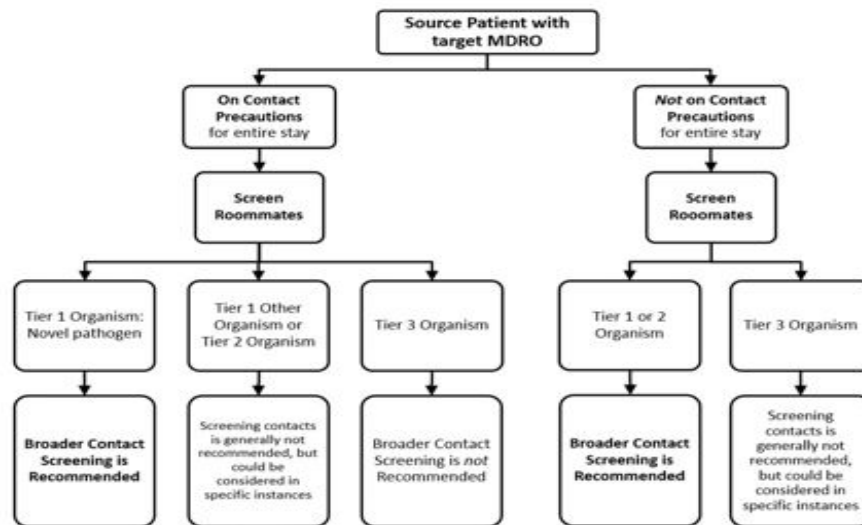 Source Patient with
target MDRO
On Contact
Precautions
for entire stay
Not on Contact
Precautions
for entire stay
Screen
Roommates
Screen
Rooomates
Tier 1 Organism:
Novel pathogen
Tier 1 Other
Organism or
Tier 2 Organism
Tier 3 Organism
Tier 1 or 2
Organism
Tier 3 Organism
Broader Contact
Screening is
Recommended
Screening contacts
is generally not
recommended, but
could be
considered in
specific instances
Broader Contact
Screening is not
Recommended
Broader Contact
Screening is
Recommended
Screening
contacts is
generally not
recommended,
but could be
considered in
specific instances